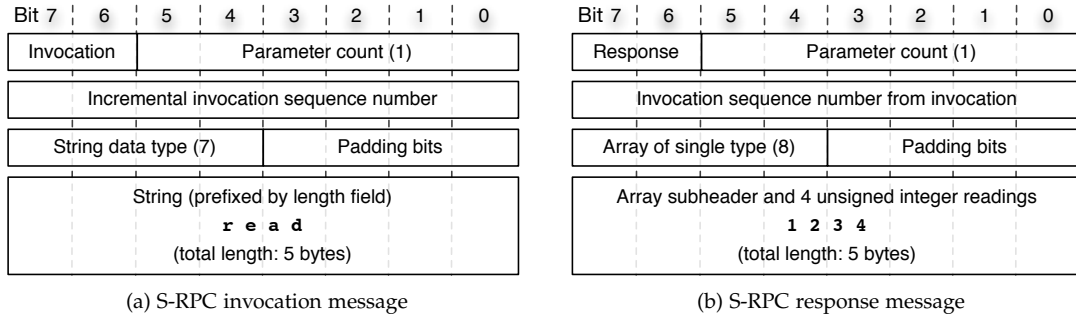 Bit 7 6 5 4 3 2 1 0
Invocation Parameter count (1)
Incremental invocation sequence number
String data type (7) Padding bits
String (prefixed by length field)
r e a d
(total length: 5 bytes)
(a) S-RPC invocation message
Bit 7 6 5 4 3 2 1 0
Response Parameter count (1)
Invocation sequence number from invocation
Array of single type (8) Padding bits
Array subheader and 4 unsigned integer readings
1 2 3 4
(total length: 5 bytes)
(b) S-RPC response message